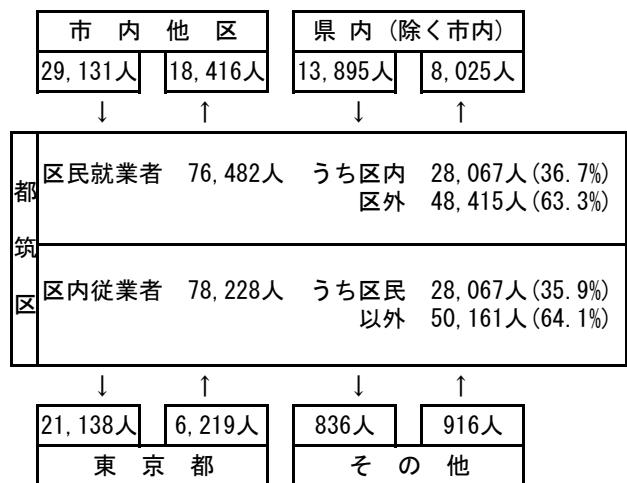 市内他区 県内(除く市内)
29,131人 18,416人 13,895人 8,025人
↓ ↑ ↓ ↑
都筑区
区民就業者 76,482人 うち区内 28,067人(36.7%)
区外 48,415人(63.3%)
区内従業者 78,228人 うち区民 28,067人(35.9%)
以外 50,161人(64.1%)
↓ ↑ ↓ ↑
21,138人 6,219人 836人 916人
東京都 その他